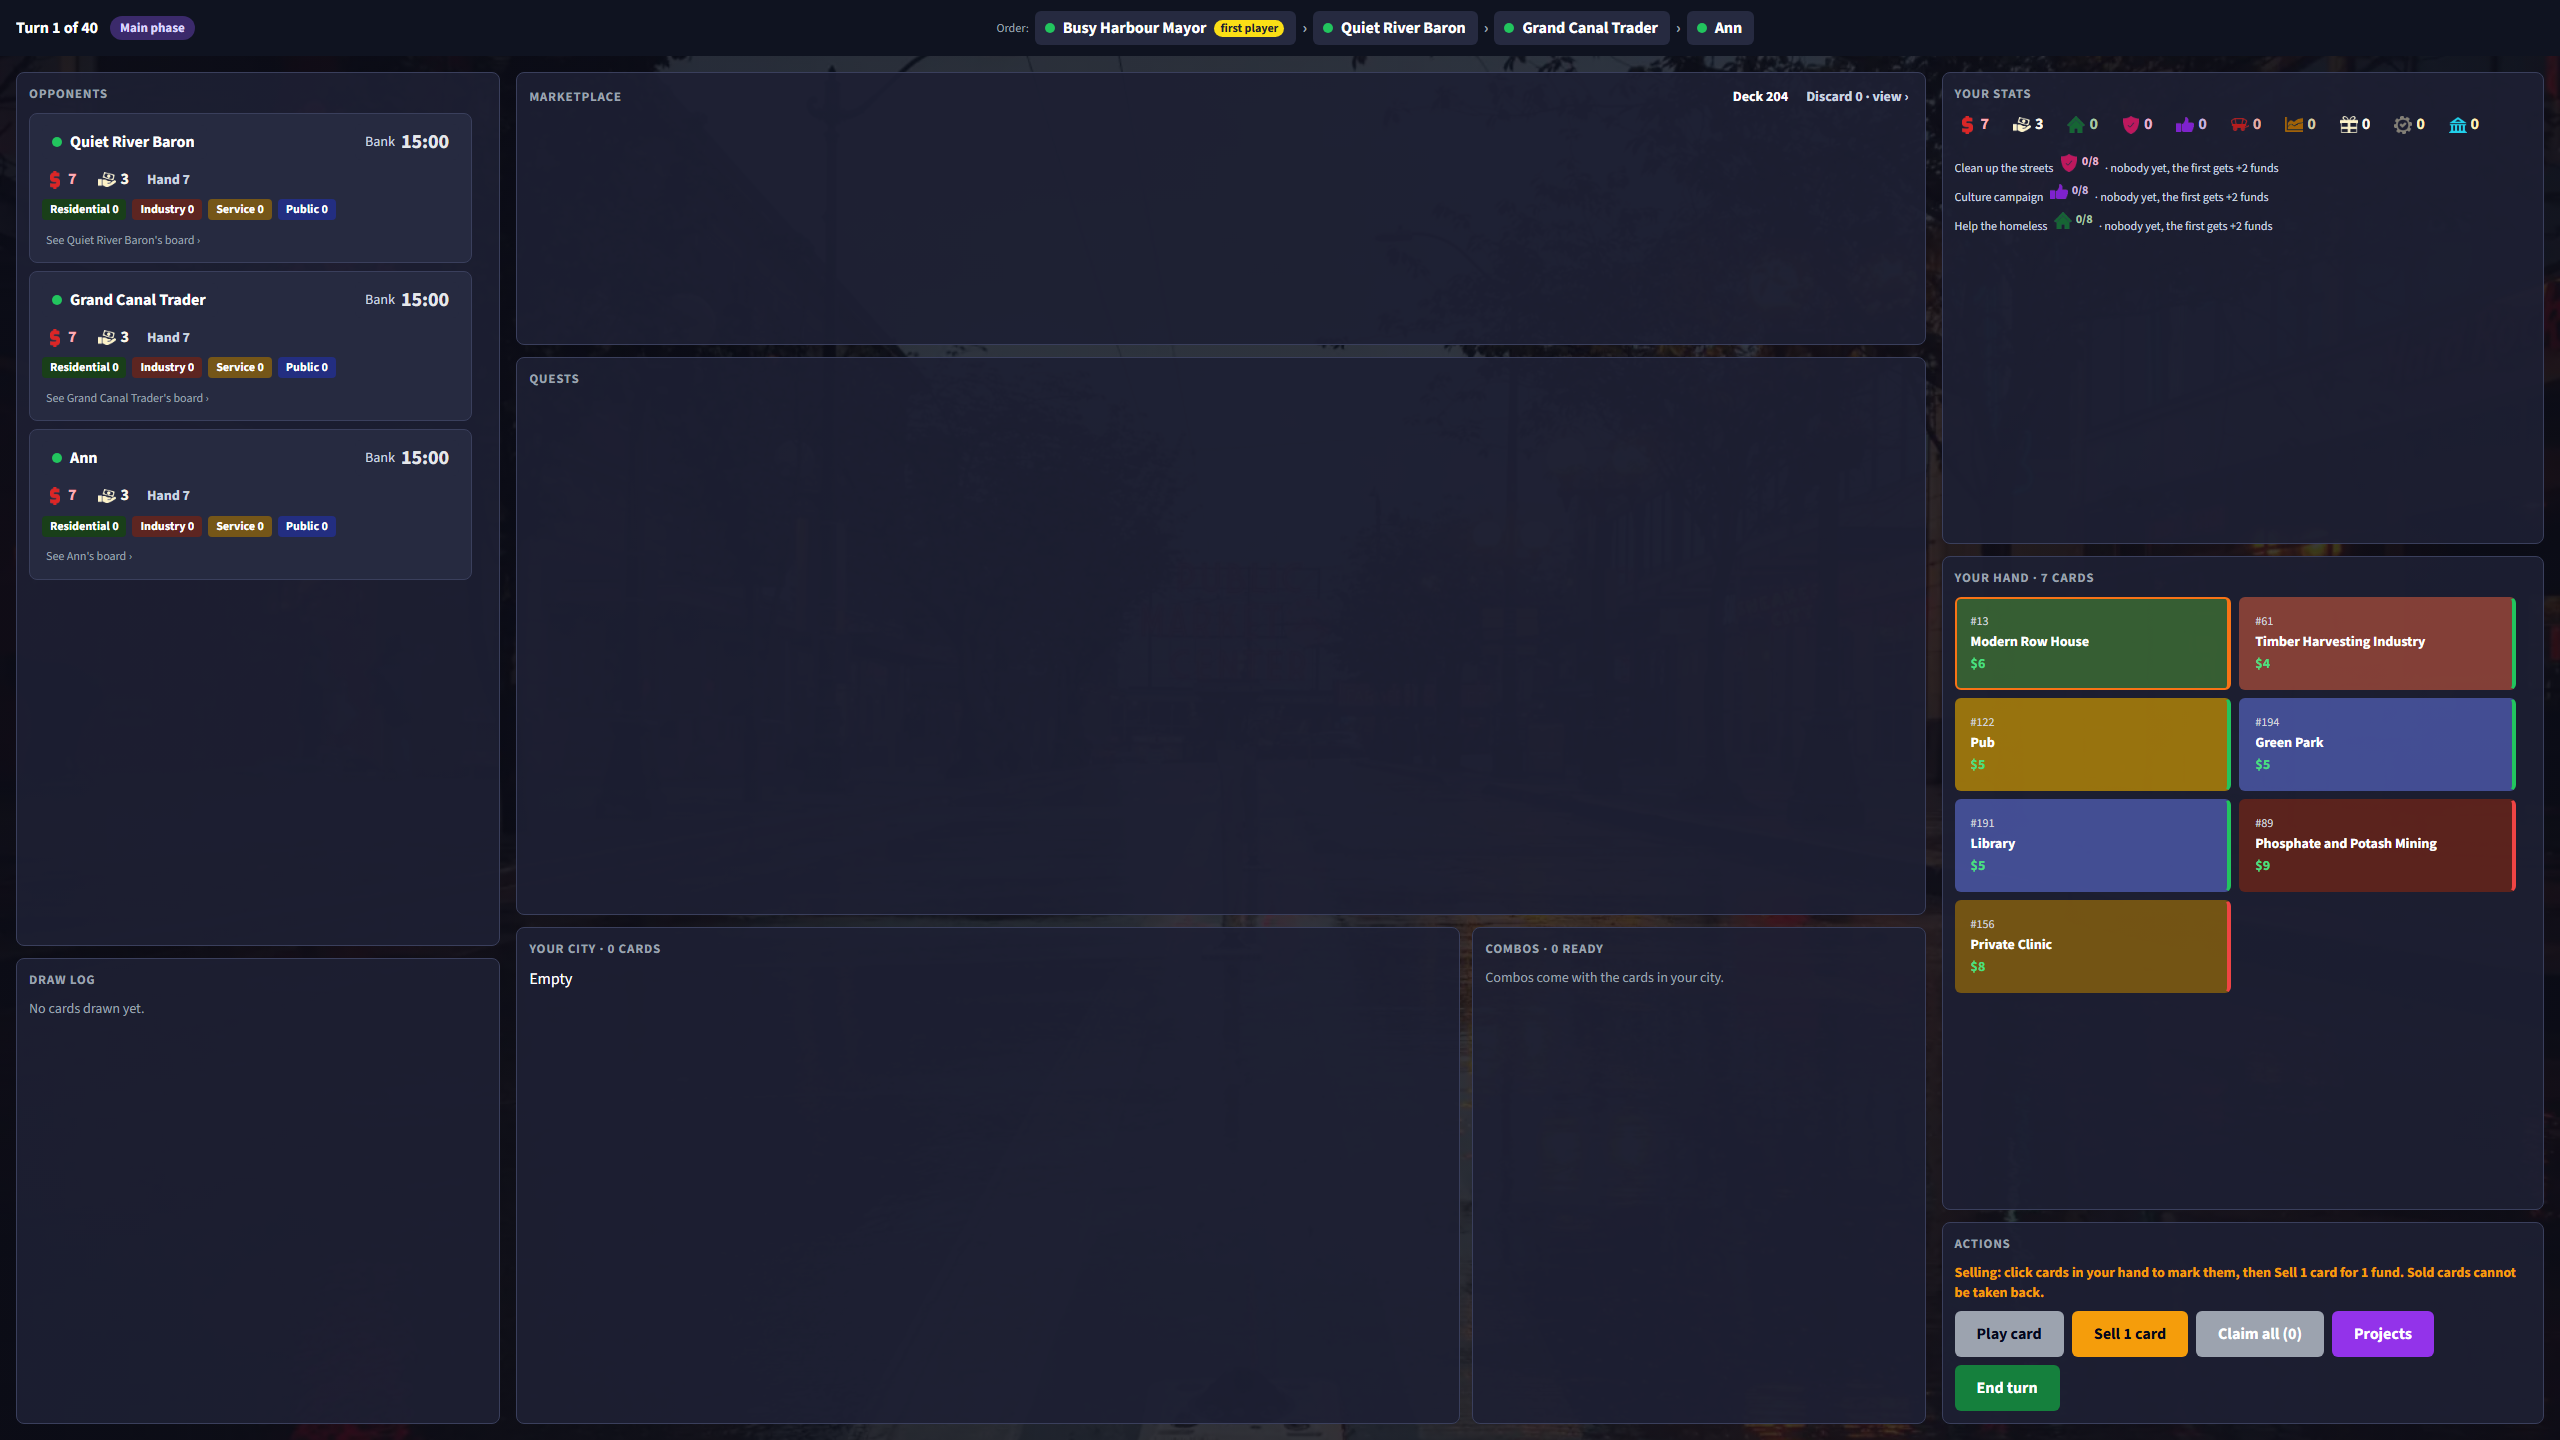 Turn 1 of 40 Main phase
Order: Busy Harbour Mayor first player › Quiet River Baron › Grand Canal Trader › Ann
OPPONENTS
Quiet River Baron Bank 15:00
7 3 Hand 7
Residential 0 Industry 0 Service 0 Public 0
See Quiet River Baron's board ›
Grand Canal Trader Bank 15:00
7 3 Hand 7
Residential 0 Industry 0 Service 0 Public 0
See Grand Canal Trader's board ›
Ann Bank 15:00
7 3 Hand 7
Residential 0 Industry 0 Service 0 Public 0
See Ann's board ›
DRAW LOG
No cards drawn yet.
MARKETPLACE Deck 204 Discard 0 · view ›
QUESTS
YOUR CITY · 0 CARDS
Empty
COMBOS · 0 READY
Combos come with the cards in your city.
YOUR STATS
7 3 0 0 0 0 0 0 0 0
Clean up the streets 0/8 · nobody yet, the first gets +2 funds
Culture campaign 0/8 · nobody yet, the first gets +2 funds
Help the homeless 0/8 · nobody yet, the first gets +2 funds
YOUR HAND · 7 CARDS
#13
Modern Row House
$6
#61
Timber Harvesting Industry
$4
#122
Pub
$5
#194
Green Park
$5
#191
Library
$5
#89
Phosphate and Potash Mining
$9
#156
Private Clinic
$8
ACTIONS
Selling: click cards in your hand to mark them, then Sell 1 card for 1 fund. Sold cards cannot
be taken back.
Play card Sell 1 card Claim all (0) Projects
End turn